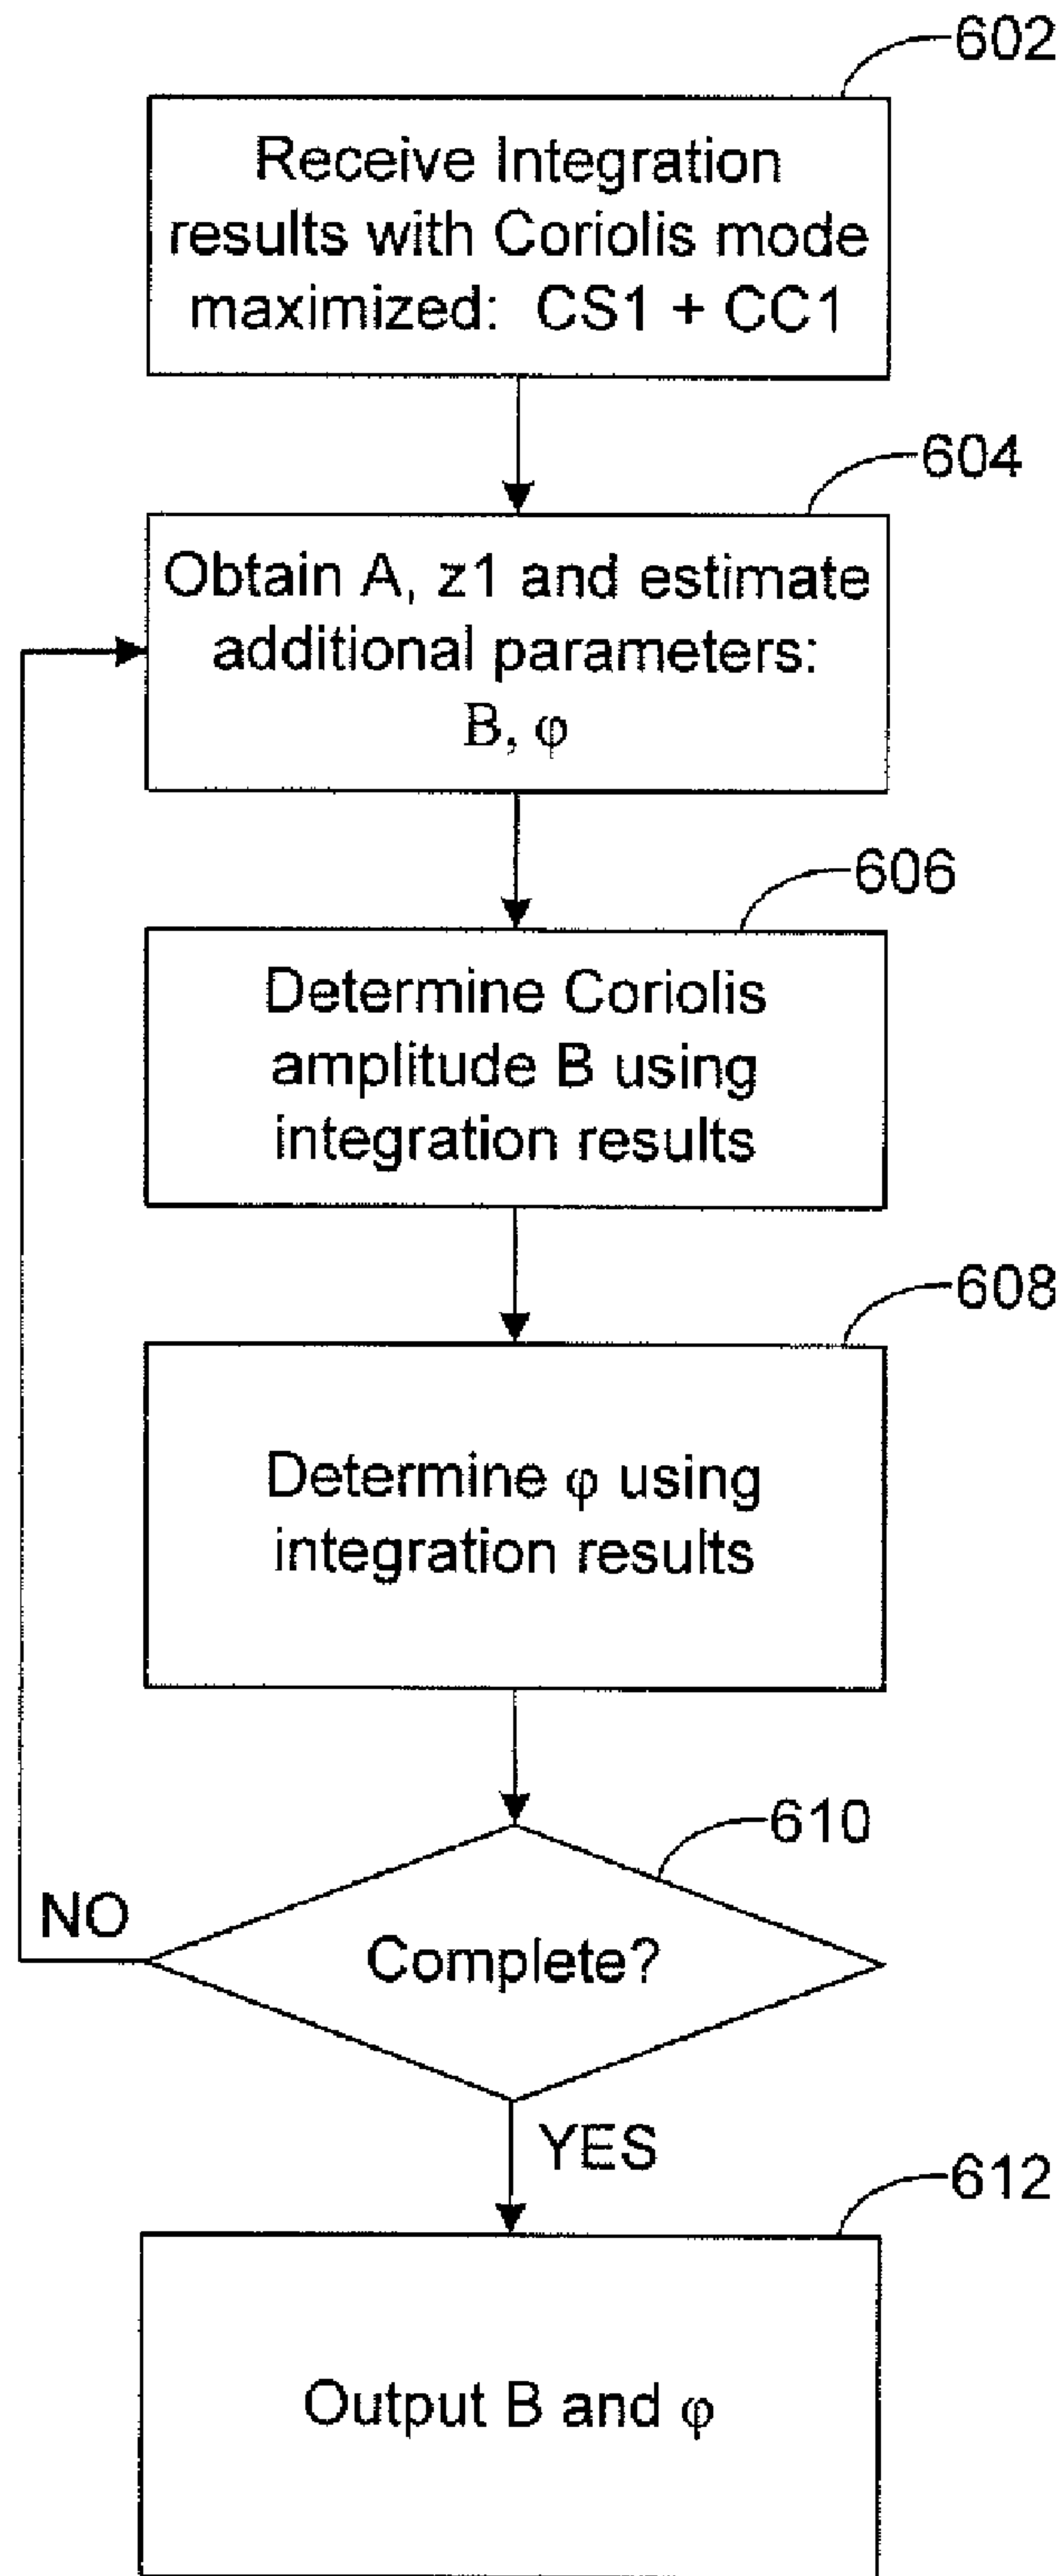 602
Receive Integration
results with Coriolis mode
maximized: CS1 + CC1
604
Obtain A, z1 and estimate
additional parameters:
B, φ
606
Determine Coriolis
amplitude B using
integration results
608
Determine φ using
integration results
610
NO
Complete?
YES
612
Output B and φ